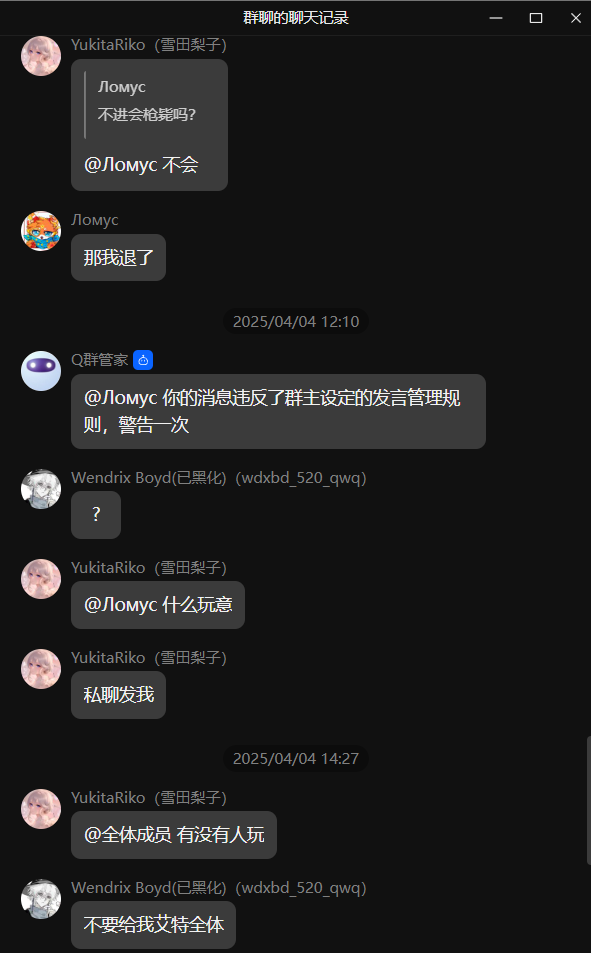 群聊的聊天记录
YukitaRiko（雪田梨子）
Ломус
不进会枪毙吗？
@Ломус 不会
Ломус
那我退了
2025/04/04 12:10
Q群管家
@Ломус 你的消息违反了群主设定的发言管理规
则，警告一次
Wendrix Boyd(已黑化)（wdxbd_520_qwq）
？
YukitaRiko（雪田梨子）
@Ломус 什么玩意
YukitaRiko（雪田梨子）
私聊发我
2025/04/04 14:27
YukitaRiko（雪田梨子）
@全体成员 有没有人玩
Wendrix Boyd(已黑化)（wdxbd_520_qwq）
不要给我艾特全体